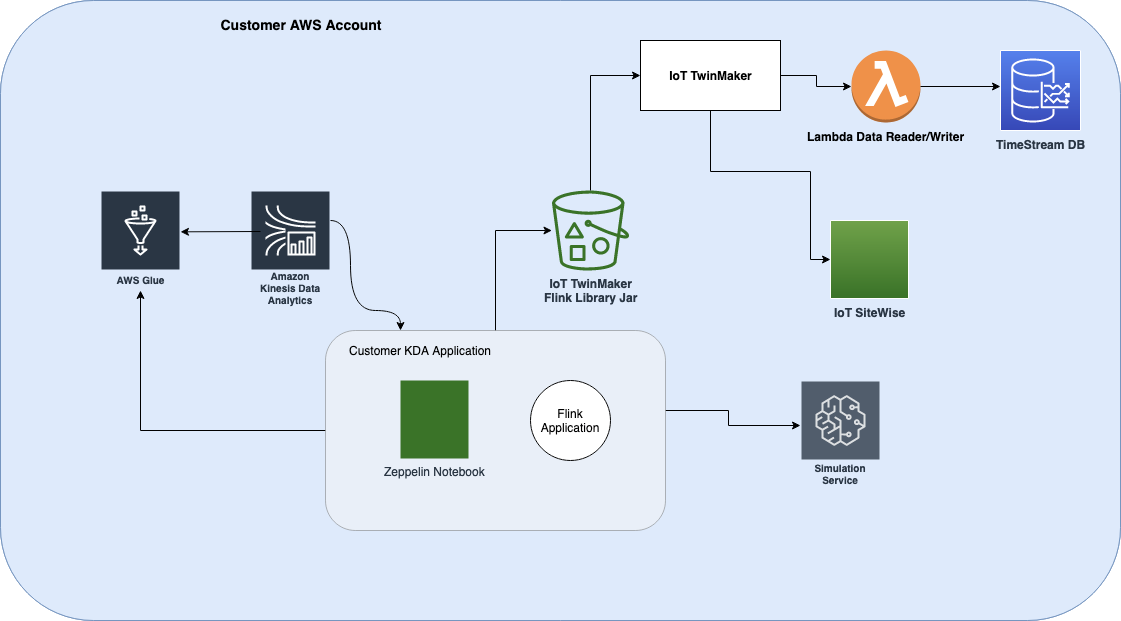 Customer AWS Account
IoT TwinMaker
Lambda Data Reader/Writer
TimeStream DB
AWS Glue
Amazon
Kinesis Data
Analytics
IoT TwinMaker
Flink Library Jar
IoT SiteWise
Customer KDA Application
Flink
Application
Zeppelin Notebook
Simulation
Service